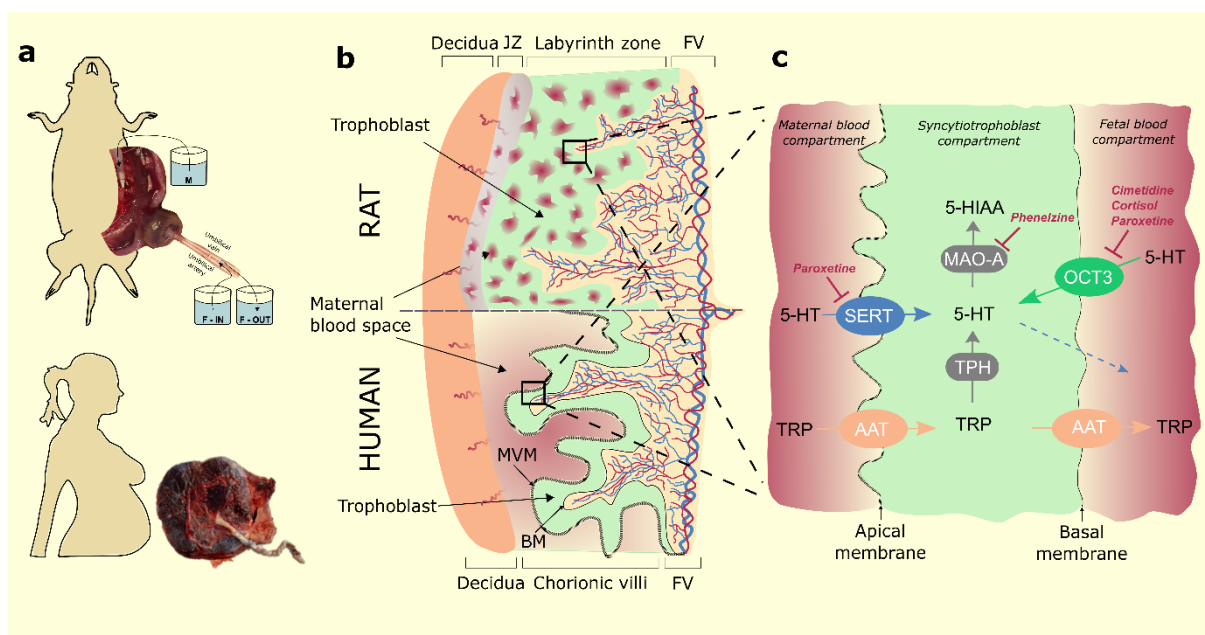 a
M
Umbilical
vein
Umbilical
artery
F - IN
F - OUT
b
Decidua
JZ
Labyrinth zone
FV
Trophoblast
RAT
Maternal
blood space
HUMAN
MVM
Trophoblast
BM
Decidua
Chorionic villi
FV
c
Maternal blood
compartment
Syncytiotrophoblast
compartment
Fetal blood
compartment
5-HIAA
Phenelzine
Cimetidine
Cortisol
Paroxetine
MAO-A
Paroxetine
OCT3
5-HT
5-HT
SERT
5-HT
TPH
TRP
AAT
TRP
AAT
TRP
Apical
membrane
Basal
membrane